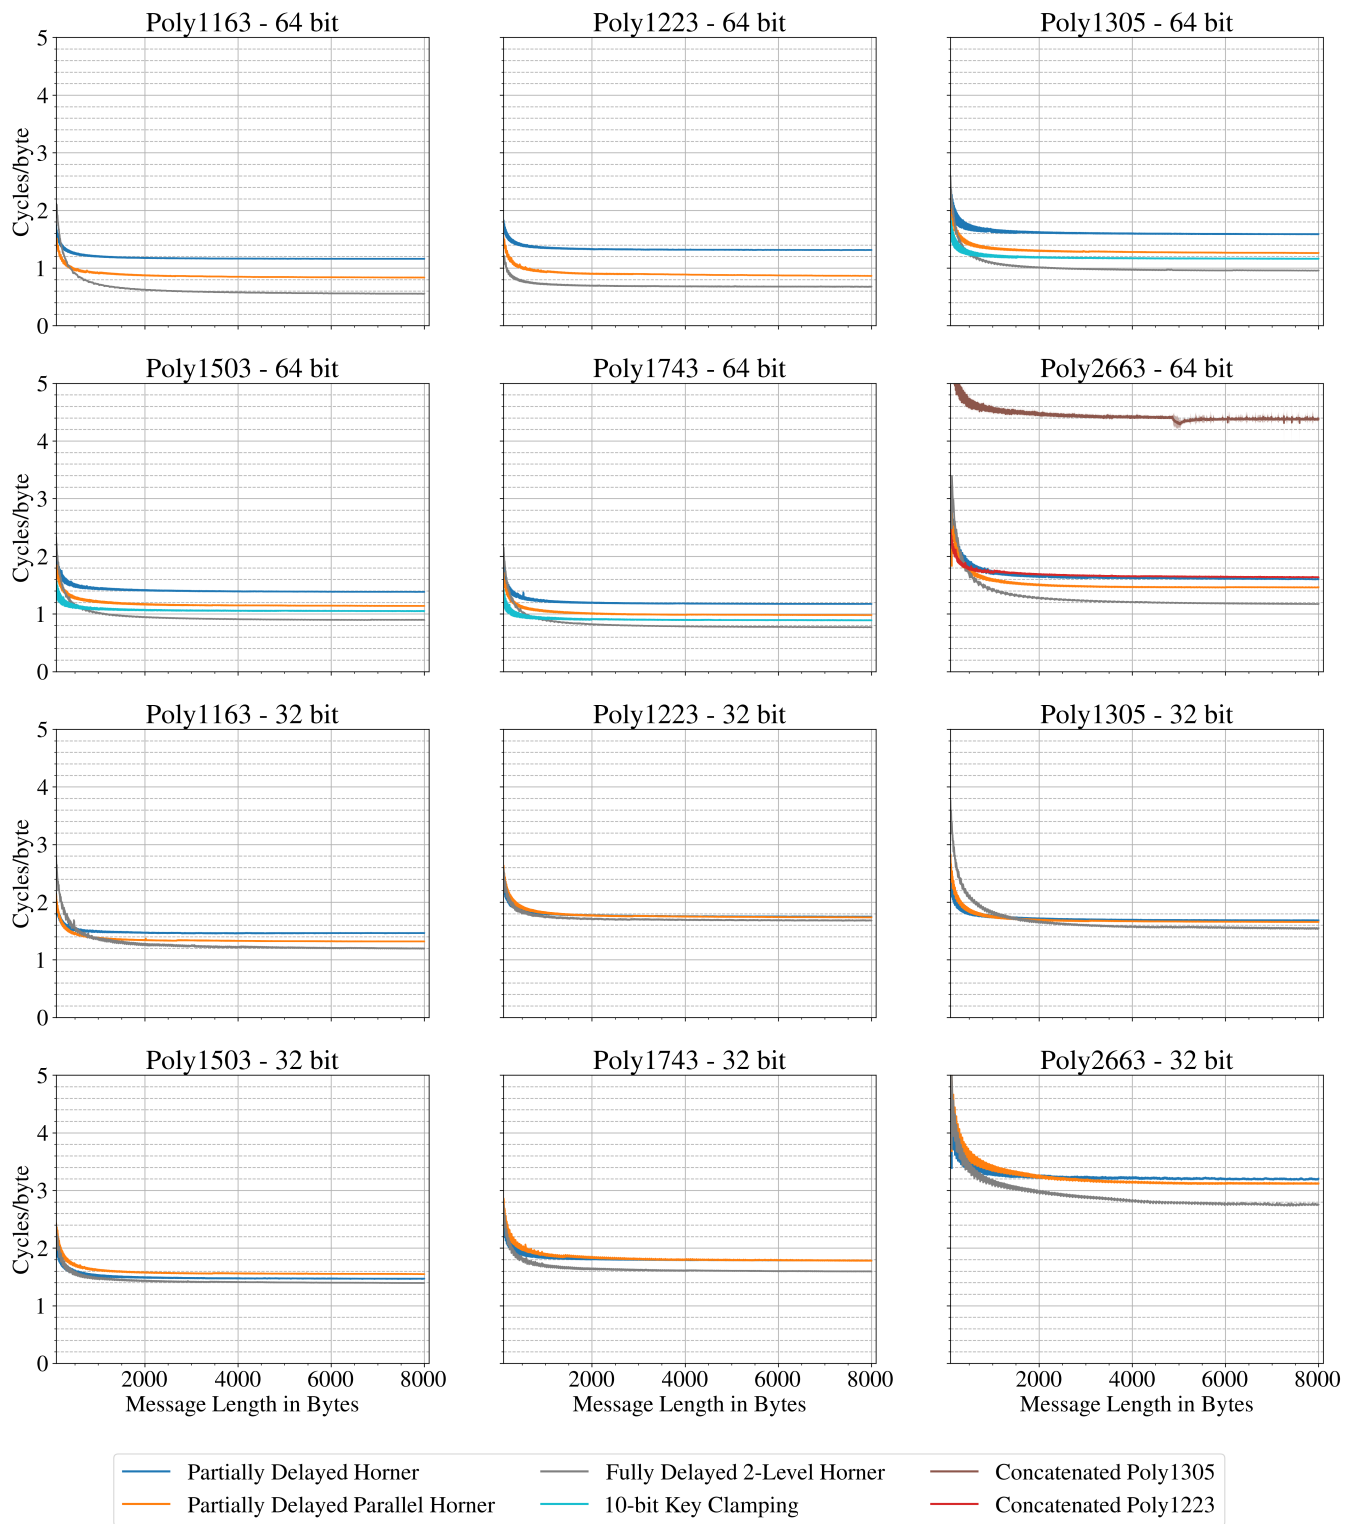 Poly1163 - 64 bit
Poly1223 - 64 bit
Poly1305 - 64 bit
5
4
3
2
1
0
Cycles/byte
Poly1503 - 64 bit
Poly1743 - 64 bit
Poly2663 - 64 bit
5
4
3
2
1
0
Cycles/byte
Poly1163 - 32 bit
Poly1223 - 32 bit
Poly1305 - 32 bit
5
4
3
2
1
0
Cycles/byte
Poly1503 - 32 bit
Poly1743 - 32 bit
Poly2663 - 32 bit
5
4
3
2
1
0
Cycles/byte
2000 4000 6000 8000
2000 4000 6000 8000
2000 4000 6000 8000
Message Length in Bytes
Message Length in Bytes
Message Length in Bytes
Partially Delayed Horner
Partially Delayed Parallel Horner
Fully Delayed 2-Level Horner
10-bit Key Clamping
Concatenated Poly1305
Concatenated Poly1223